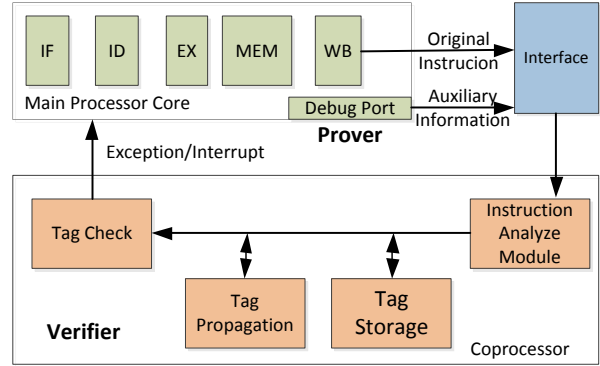 IF
ID
EX
MEM
WB
Original
Instrucion
Interface
Main Processor Core
Debug Port
Auxiliary
Information
Prover
Exception/Interrupt
Tag Check
Instruction
Analyze
Module
Tag
Propagation
Tag
Storage
Verifier
Coprocessor